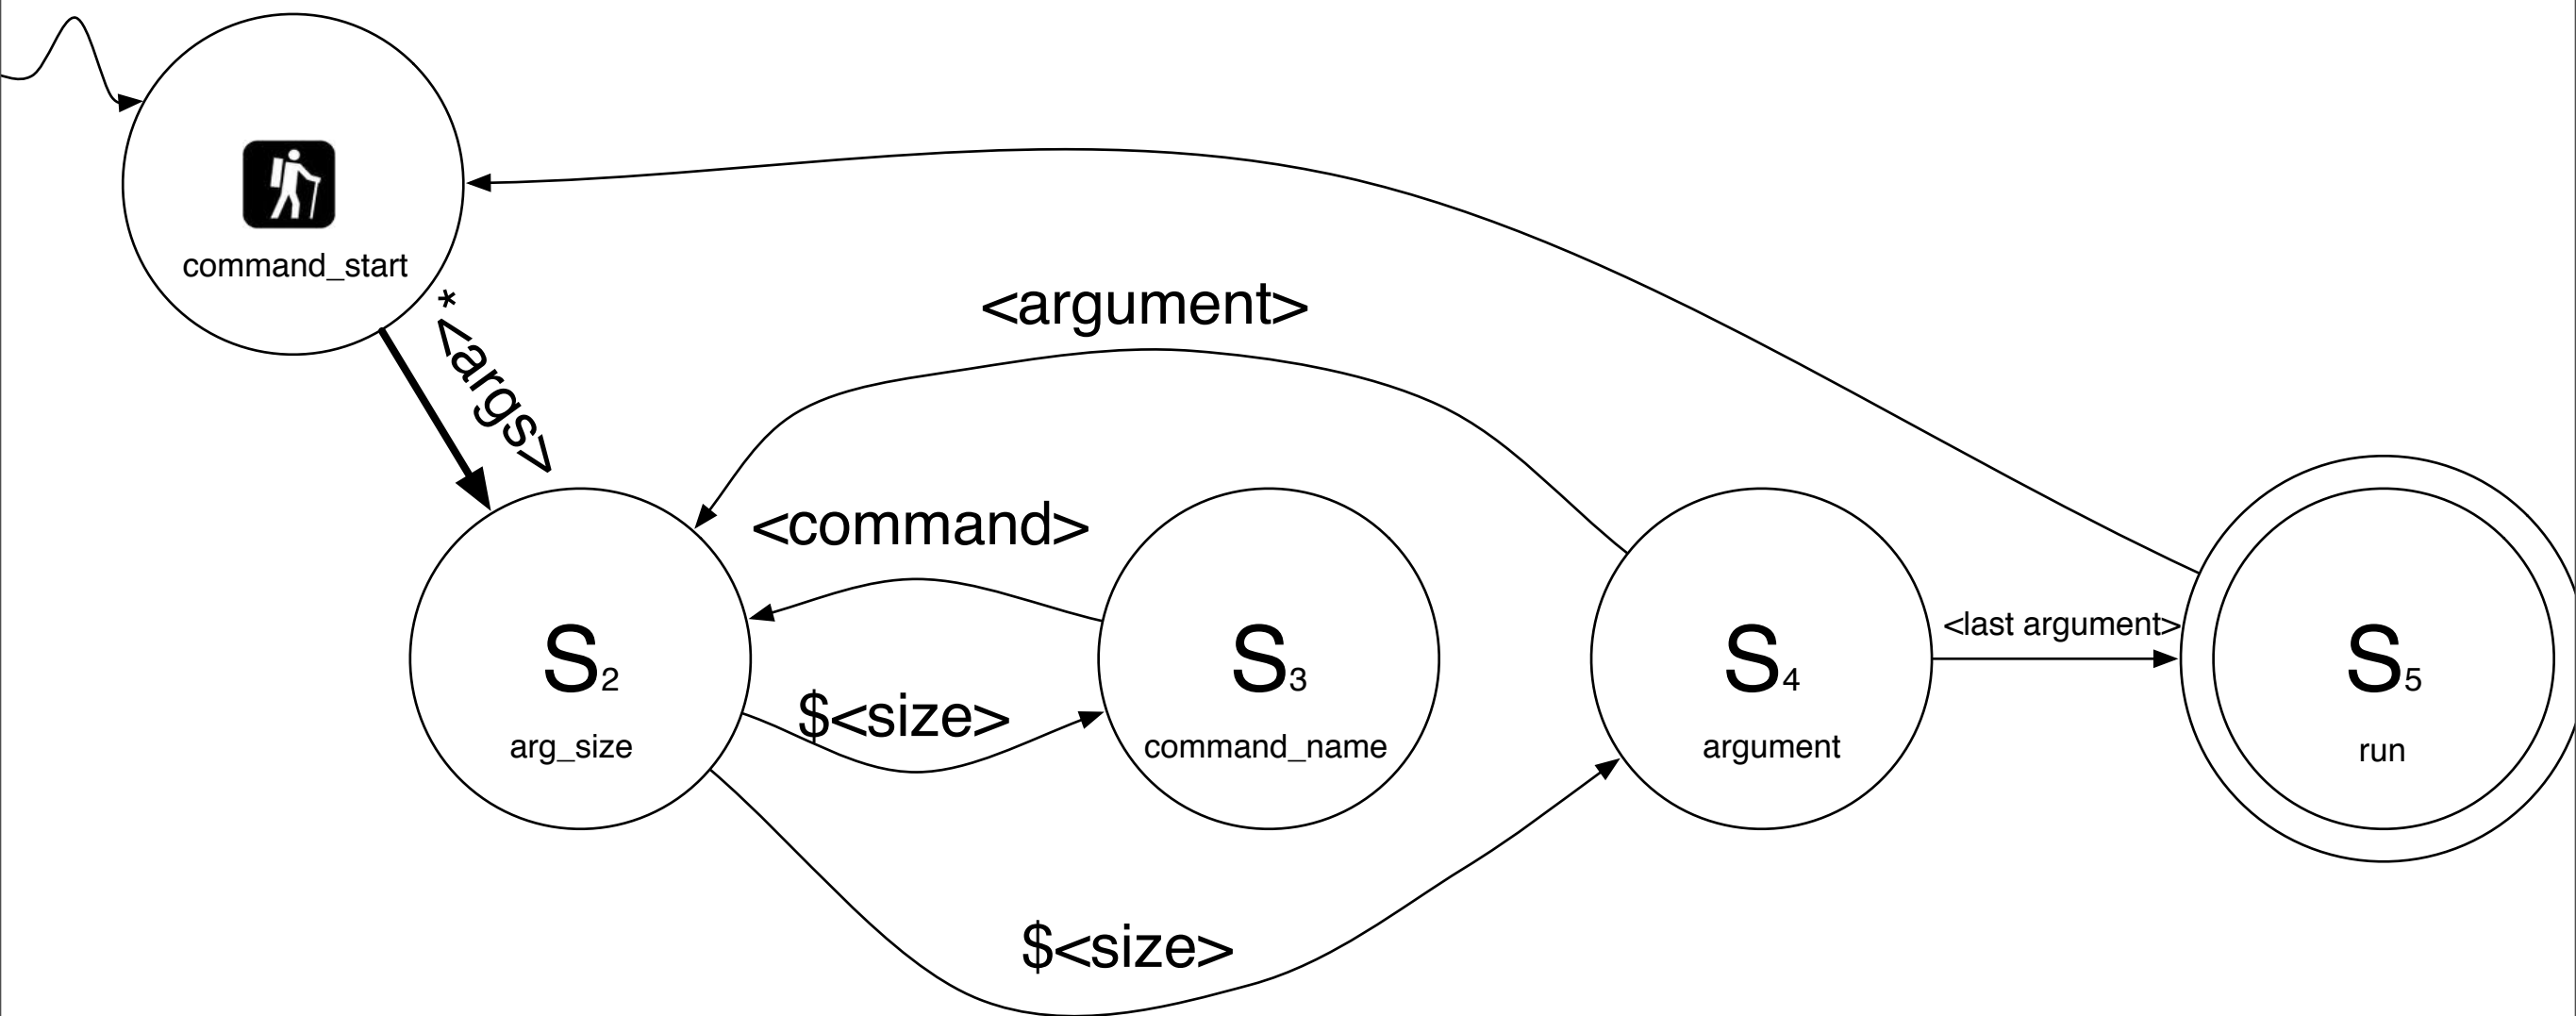 command_start
*<args>
<argument>
<command>
$<size>
S2
arg_size
S3
command_name
S4
argument
<last argument>
S5
run
$<size>